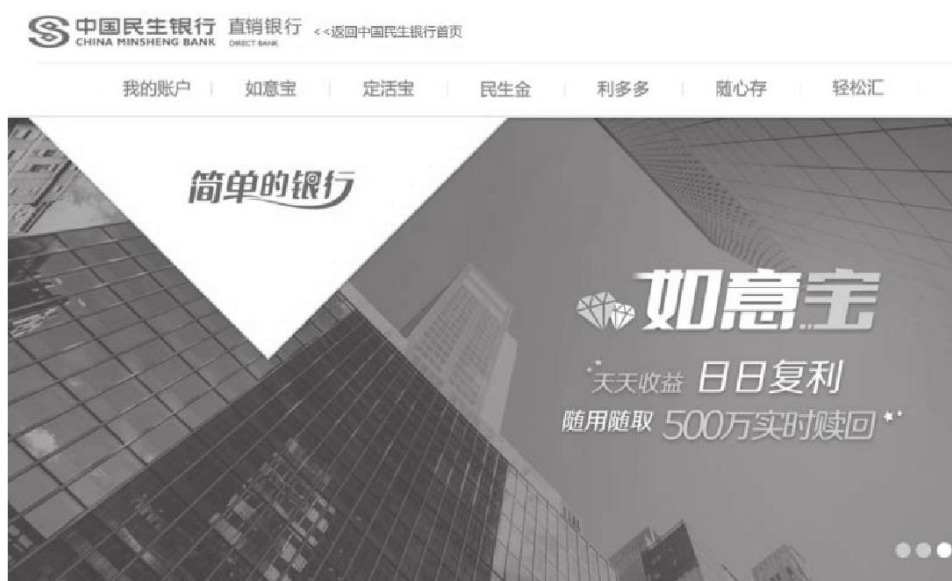 中国民生银行 直销银行 <<返回中国民生银行首页
CHINA MINSHENG BANK DIRECT BANK
我的账户 如意宝 定活宝 民生金 利多多 随心存 轻松汇
简单的银行
如意宝
天天收益 日日复利
随用随取 500万实时赎回